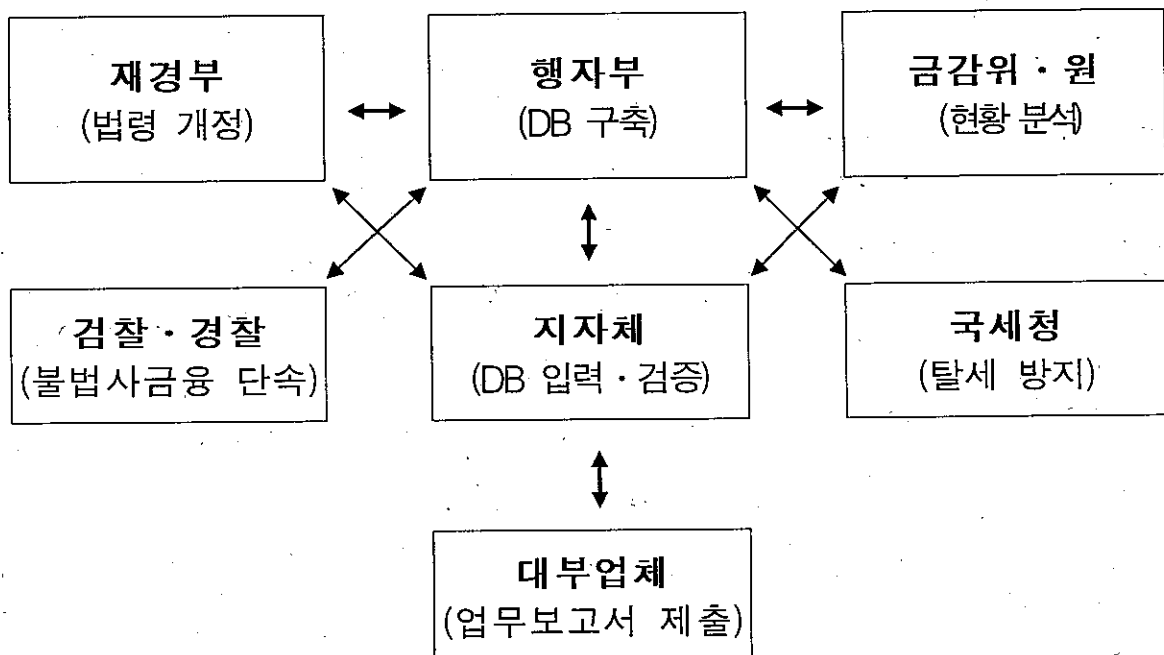 재경부
(법령 개정)
행자부
(DB 구축)
금감위·원
(현황 분석)
검찰·경찰
(불법사금융 단속)
지자체
(DB 입력·검증)
국세청
(탈세 방지)
대부업체
(업무보고서 제출)